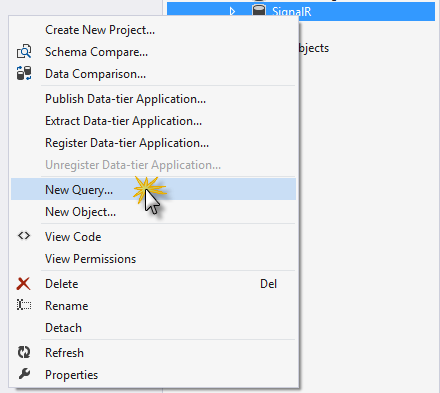 SignalR
Create New Project...
Schema Compare...
bjects
Data Comparison...
Publish Data-tier Application...
Extract Data-tier Application...
Register Data-tier Application...
Unregister Data-tier Application...
New Query...
New Object...
View Code
View Permissions
Delete Del
Rename
Detach
Refresh
Properties